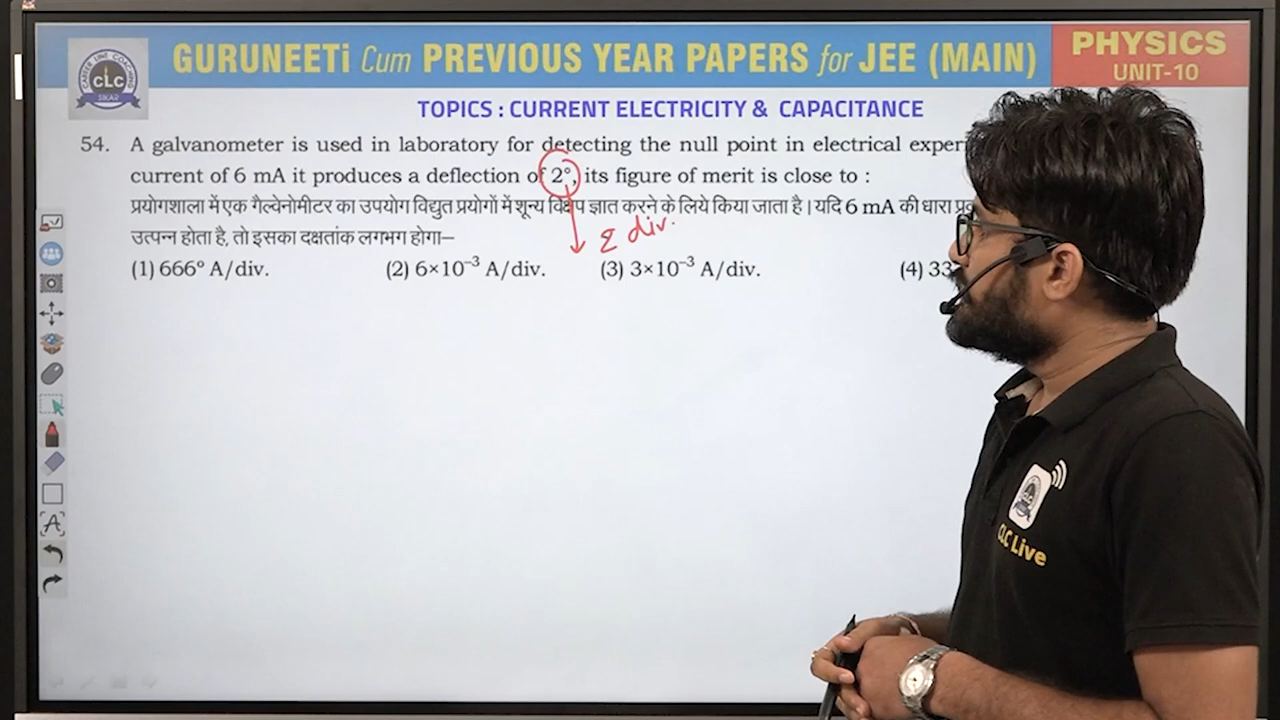 GURUNEETi Cum PREVIOUS YEAR PAPERS for JEE (MAIN)
PHYSICS
UNIT-10
CLC
SIKAR
TOPICS : CURRENT ELECTRICITY & CAPACITANCE
54. A galvanometer is used in laboratory for detecting the null point in electrical
a
current of 6 mA it produces a deflection of 2°, its figure of merit is close to :
प्रयोगशाला में एक गैल्वेनोमीटर का उपयोग विद्युत प्रयोगों में शून्य विक्षेप ज्ञात करने के लिये किया जाता है। यदि 6 mA की धारा
2 div.
उत्पन्न होता है, तो इसका दक्षतांक लगभग होगा–
(1) 666° A/div. (2) 6×10⁻³ A/div. (3) 3×10⁻³ A/div. (4)
CLC Live